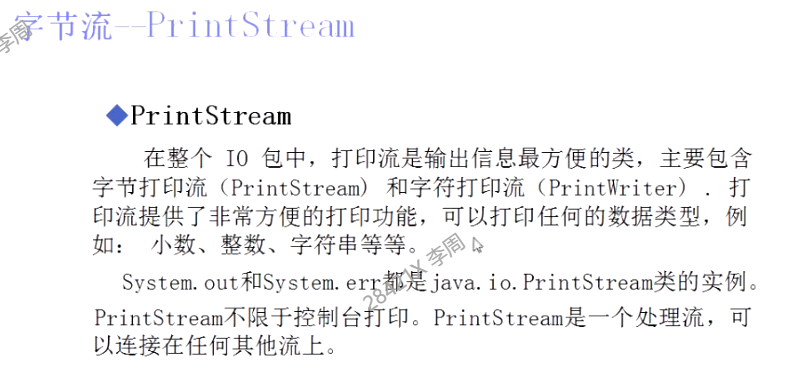 字节流--PrintStream
李周
◆PrintStream
在整个 IO 包中，打印流是输出信息最方便的类，主要包含
字节打印流（PrintStream) 和字符打印流（PrintWriter) . 打
印流提供了非常方便的打印功能，可以打印任何的数据类型，例
如： 小数、整数、字符串等等。
李周
System.out和System.err都是java.io.PrintStream类的实例。
PrintStream不限于控制台打印。PrintStream是一个处理流，可
以连接在任何其他流上。